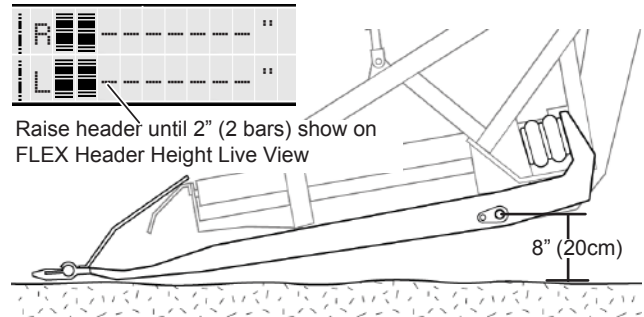 R - - - - - - - "
L - - - - - - - "
Raise header until 2” (2 bars) show on
FLEX Header Height Live View
8” (20cm)